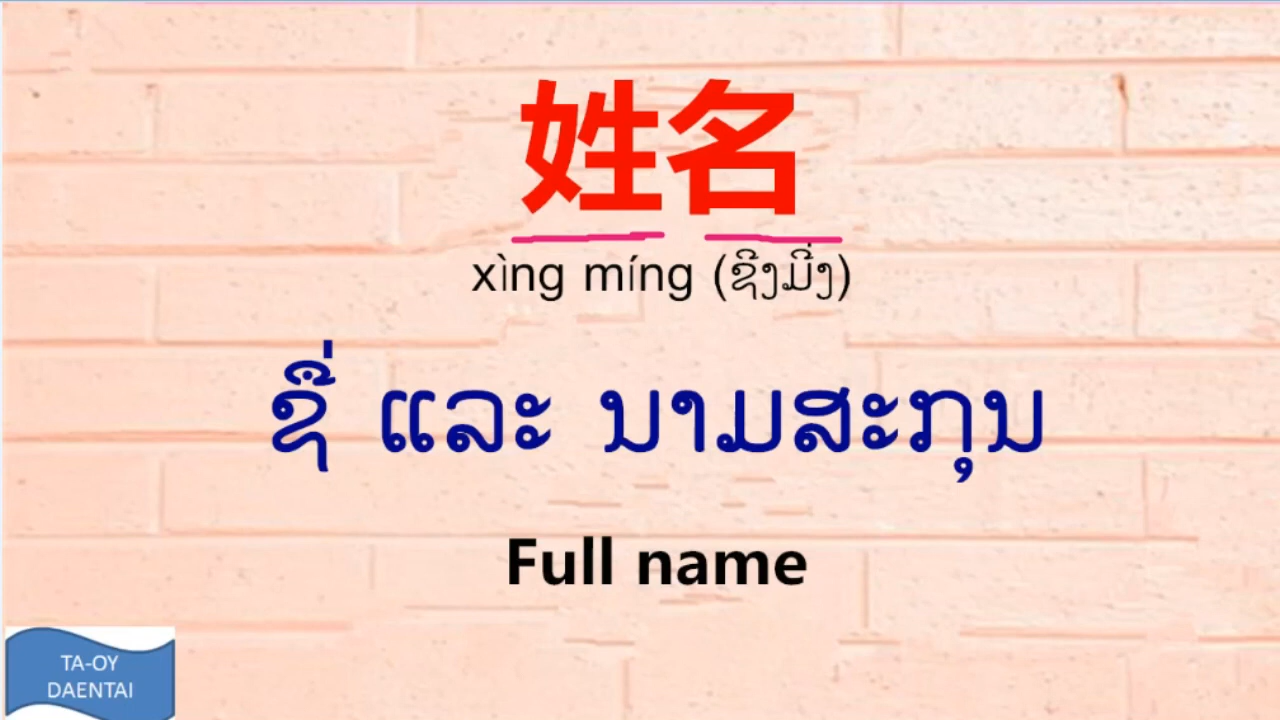 姓名
xìng míng (ຊີງມີ່ງ)
ຊື່ ແລະ ນາມສະກຸນ
Full name
TA-OY
DAENTAI